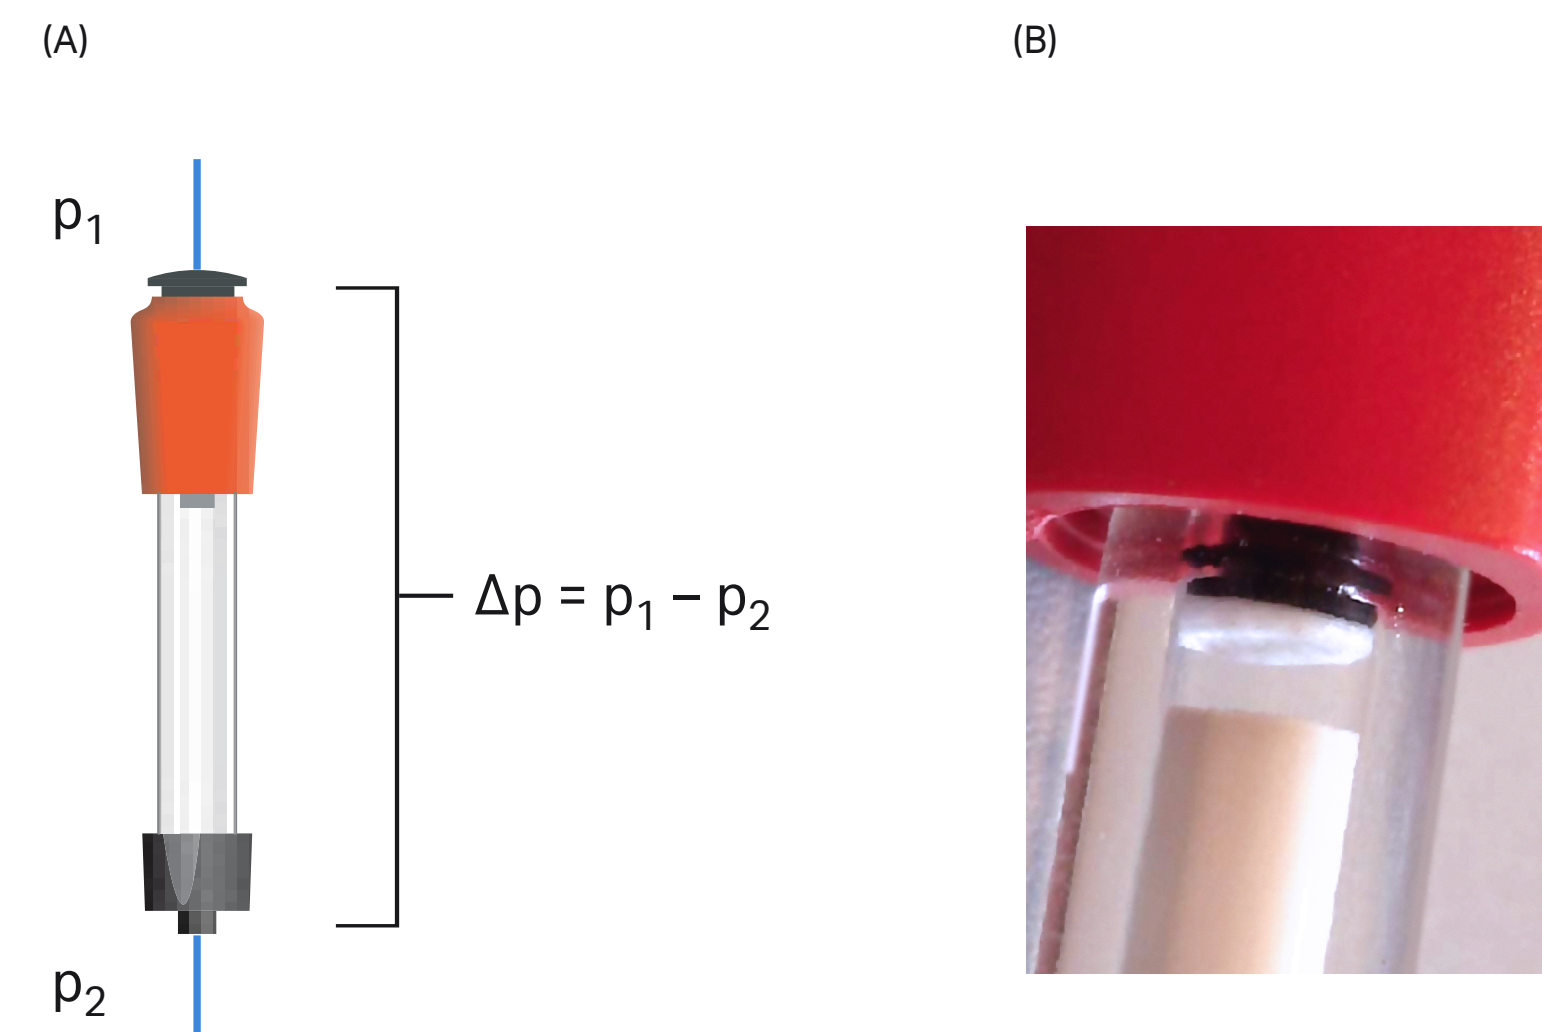 (A)
(B)
p₁
Δp = p₁ – p₂
p₂